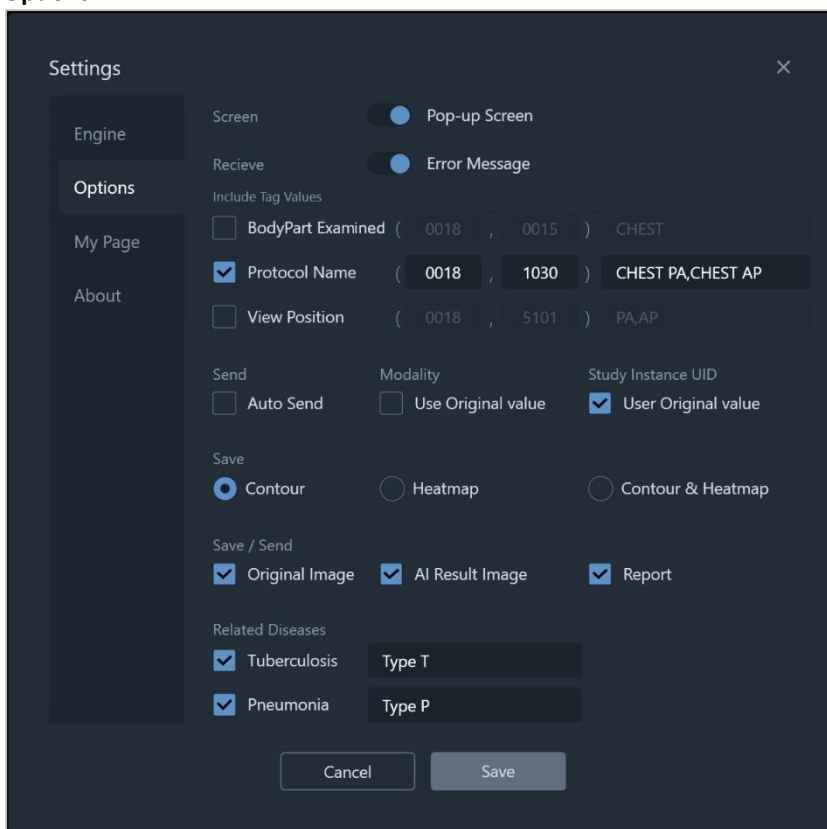 Settings
Engine
Options
My Page
About
Screen Pop-up Screen
Recieve Error Message
Include Tag Values
BodyPart Examined ( 0018 , 0015 ) CHEST
Protocol Name ( 0018 , 1030 ) CHEST PA,CHEST AP
View Position ( 0018 , 5101 ) PA,AP
Send Modality Study Instance UID
Auto Send Use Original value User Original value
Save
Contour Heatmap Contour & Heatmap
Save / Send
Original Image AI Result Image Report
Related Diseases
Tuberculosis Type T
Pneumonia Type P
Cancel Save